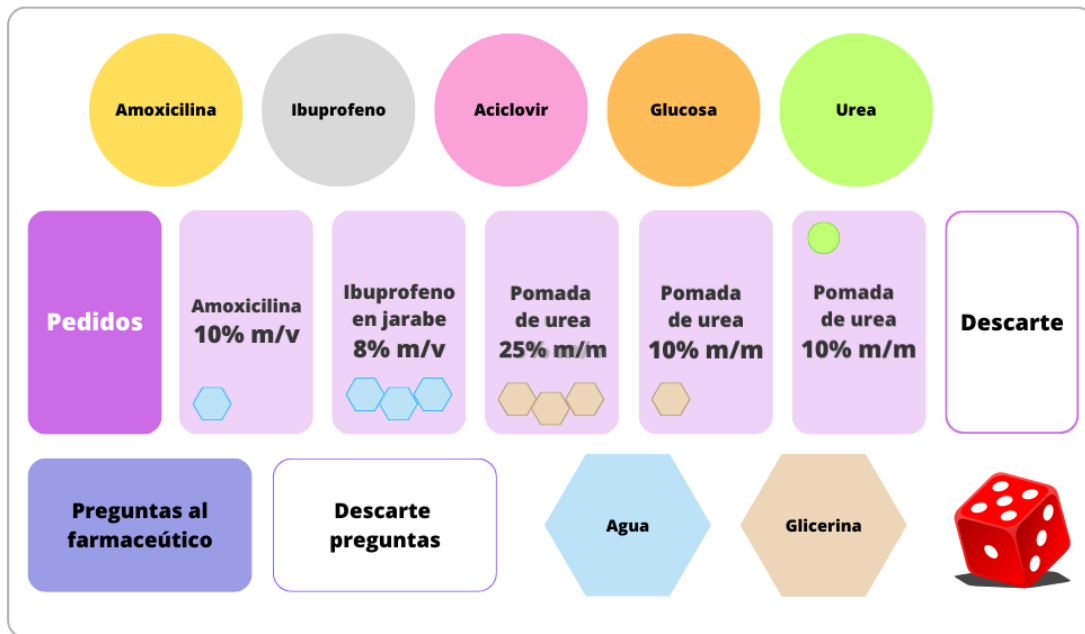 Amoxicilina
Ibuprofeno
Aciclovir
Glucosa
Urea
Pedidos
Amoxicilina
10% m/v
Ibuprofeno
en jarabe
8% m/v
Pomada
de urea
25% m/m
Pomada
de urea
10% m/m
Pomada
de urea
10% m/m
Descarte
Preguntas al
farmaceútico
Descarte
preguntas
Agua
Glicerina